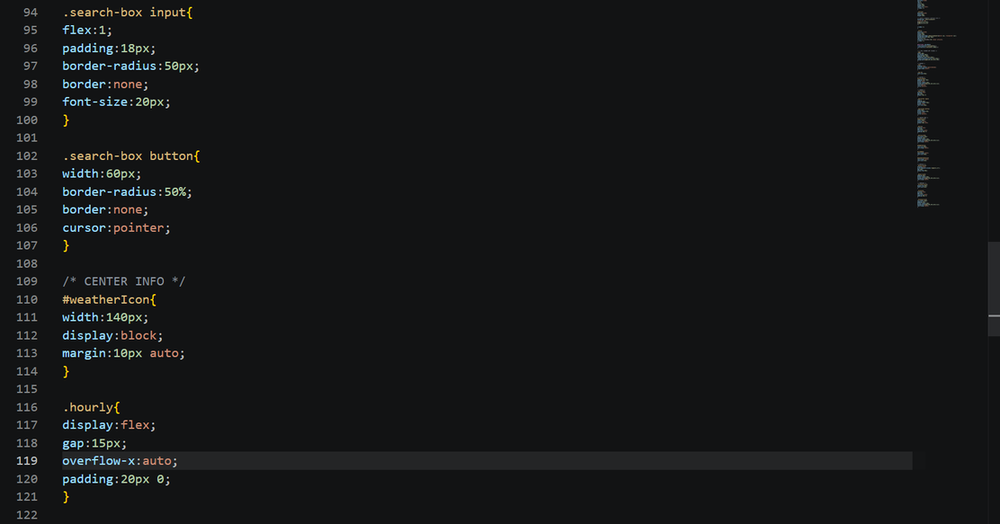 94 .search-box input{
95 flex:1;
96 padding:18px;
97 border-radius:50px;
98 border:none;
99 font-size:20px;
100 }
101
102 .search-box button{
103 width:60px;
104 border-radius:50%;
105 border:none;
106 cursor:pointer;
107 }
108
109 /* CENTER INFO */
110 #weatherIcon{
111 width:140px;
112 display:block;
113 margin:10px auto;
114 }
115
116 .hourly{
117 display:flex;
118 gap:15px;
119 overflow-x:auto;
120 padding:20px 0;
121 }
122